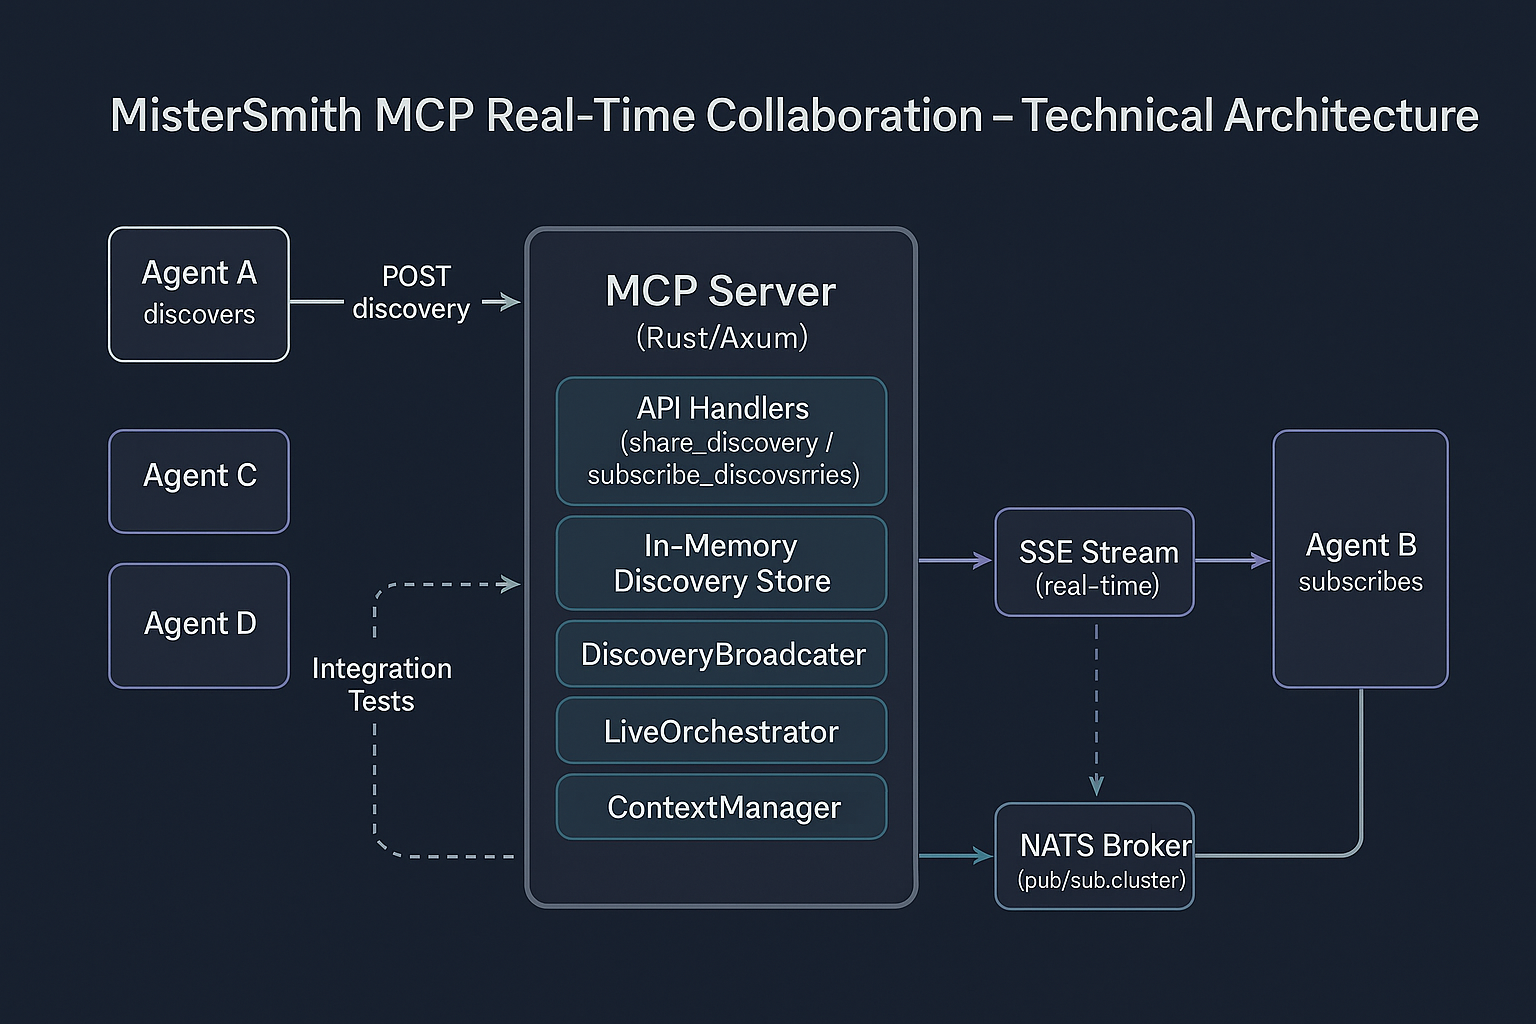 MisterSmith MCP Real-Time Collaboration – Technical Architecture
Agent A
discovers
POST
discovery
Agent C
Agent D
Integration
Tests
MCP Server
(Rust/Axum)
API Handlers
(share_discovery /
subscribe_discovsrries)
In-Memory
Discovery Store
DiscoveryBroadcater
LiveOrchestrator
ContextManager
SSE Stream
(real-time)
Agent B
subscribes
NATS Broker
(pub/sub.cluster)